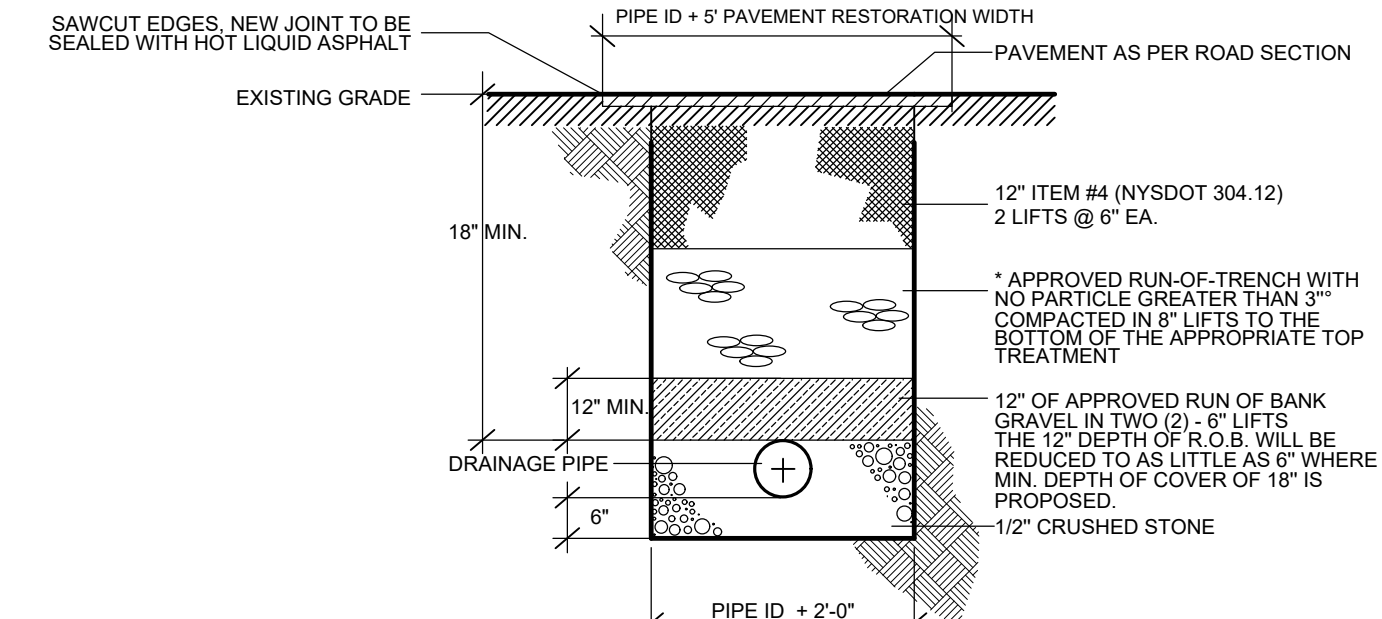 SAWCUT EDGES, NEW JOINT TO BE
SEALED WITH HOT LIQUID ASPHALT
PIPE ID + 5' PAVEMENT RESTORATION WIDTH
PAVEMENT AS PER ROAD SECTION
EXISTING GRADE
12" ITEM #4 (NYSDOT 304.12)
2 LIFTS @ 6" EA.
18" MIN.
* APPROVED RUN-OF-TRENCH WITH
NO PARTICLE GREATER THAN 3"°
COMPACTED IN 8" LIFTS TO THE
BOTTOM OF THE APPROPRIATE TOP
TREATMENT
12" MIN.
12" OF APPROVED RUN OF BANK
GRAVEL IN TWO (2) - 6" LIFTS
THE 12" DEPTH OF R.O.B. WILL BE
REDUCED TO AS LITTLE AS 6" WHERE
MIN. DEPTH OF COVER OF 18" IS
PROPOSED.
DRAINAGE PIPE
6"
1/2" CRUSHED STONE
PIPE ID + 2'-0"